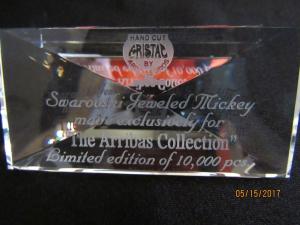 HAND CUT
CRISTAL
BY
Swarovski Jeweled Mickey
made exclusively for
"The Arribas Collection"
Limited edition of 10,000 pcs.
05/15/2017